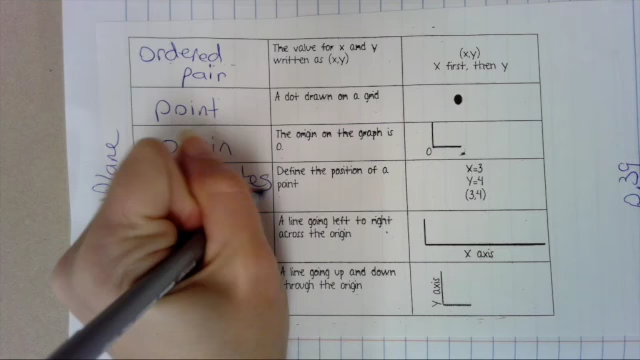 ordered
pair
The value for x and y
written as (x,y)
(x,y)
X first, then Y
point
A dot drawn on a grid
The origin on the graph is
0.
0
Define the position of a
point
X=3
Y=4
(3,4)
A line going left to right
across the origin
X axis
A line going up and down
through the origin
Y axis
Plane